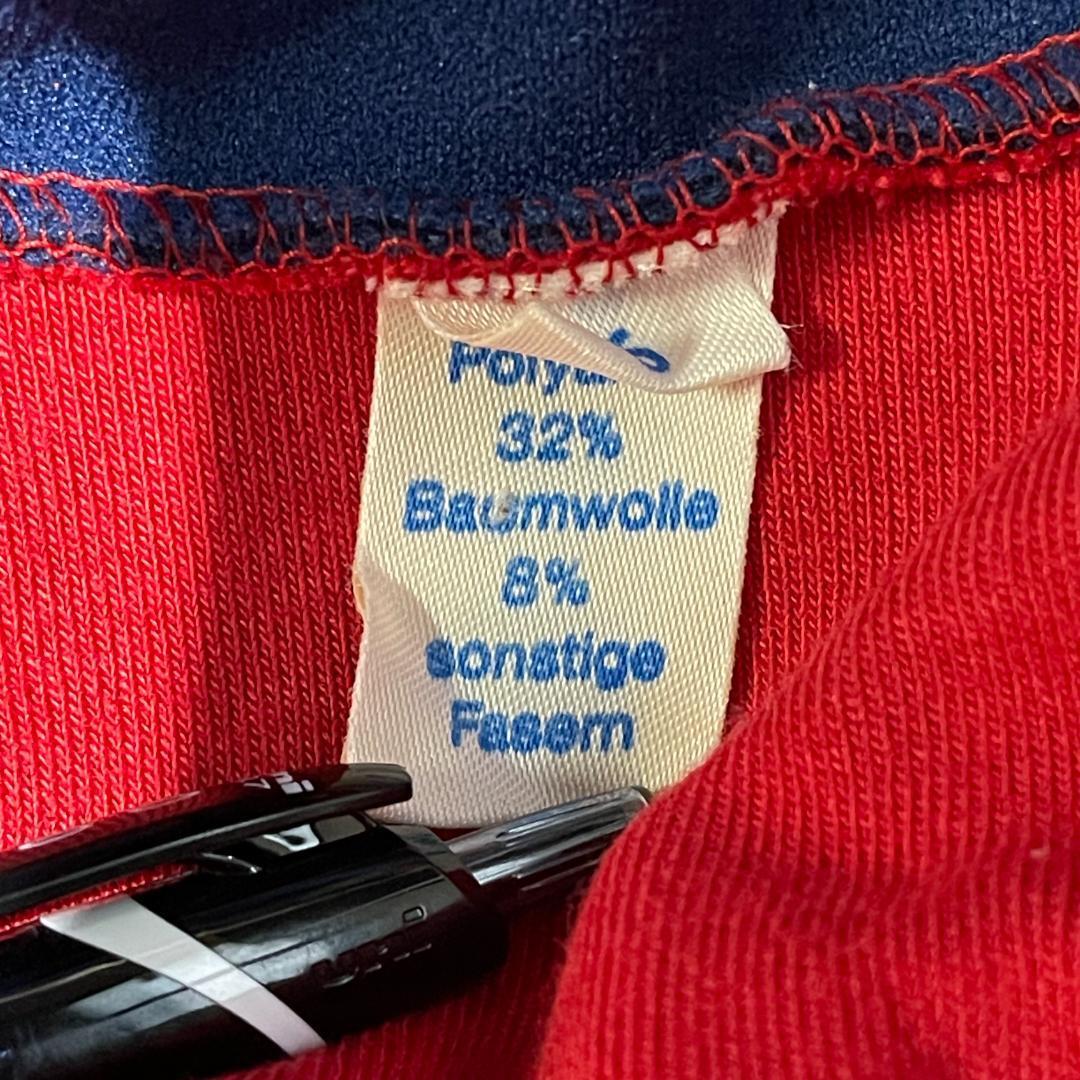 32%
Baumwolle
8%
sonstige
Fasern